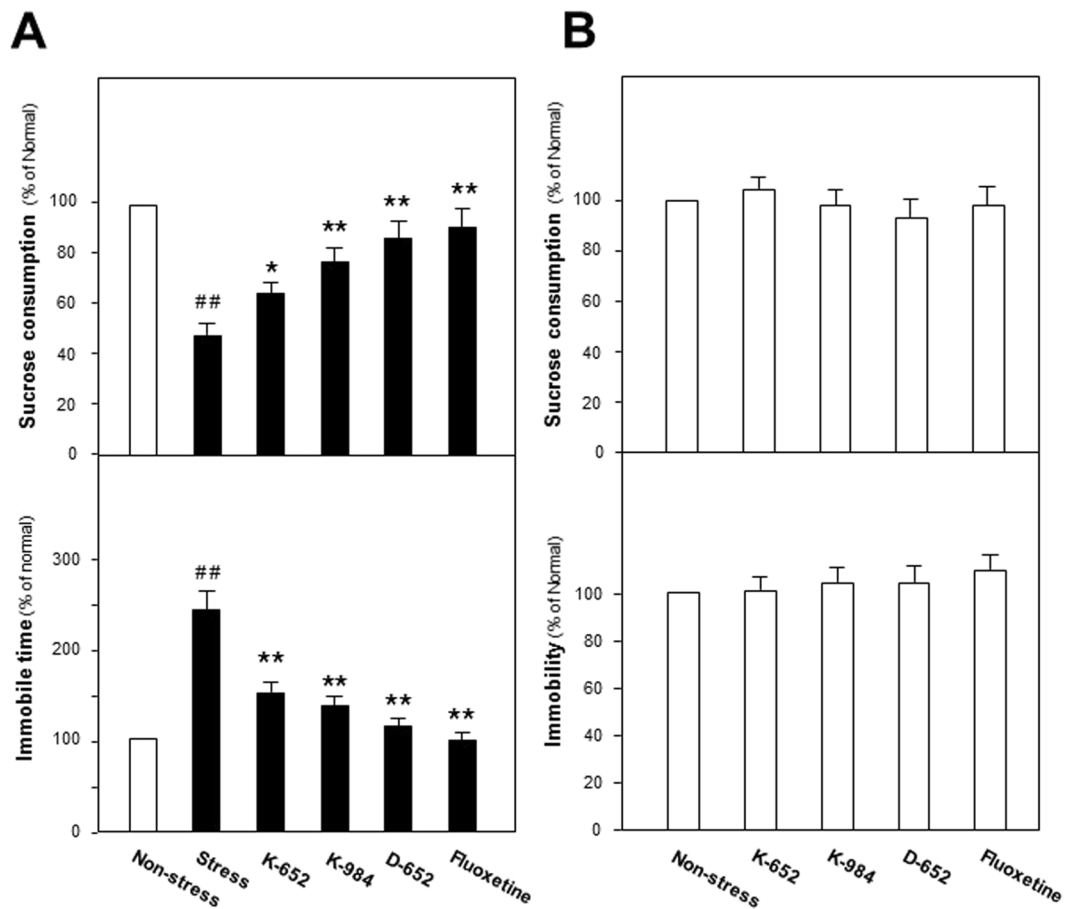 A
B
Sucrose consumption (% of Normal)
100
80
60
40
20
0
##
*
**
**
**
Immobile time (% of normal)
300
200
100
0
##
**
**
**
**
Non-stress
Stress
K-652
K-984
D-652
Fluoxetine
Sucrose consumption (% of Normal)
100
80
60
40
20
0
Immobility (% of Normal)
100
80
60
40
20
0
Non-stress
K-652
K-984
D-652
Fluoxetine